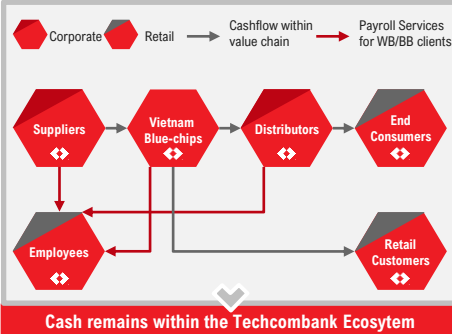 Corporate
Retail
Cashflow within
value chain
Payroll Services
for WB/BB clients
Suppliers
Vietnam
Blue-chips
Distributors
End
Consumers
Employees
Retail
Customers
Cash remains within the Techcombank Ecosytem